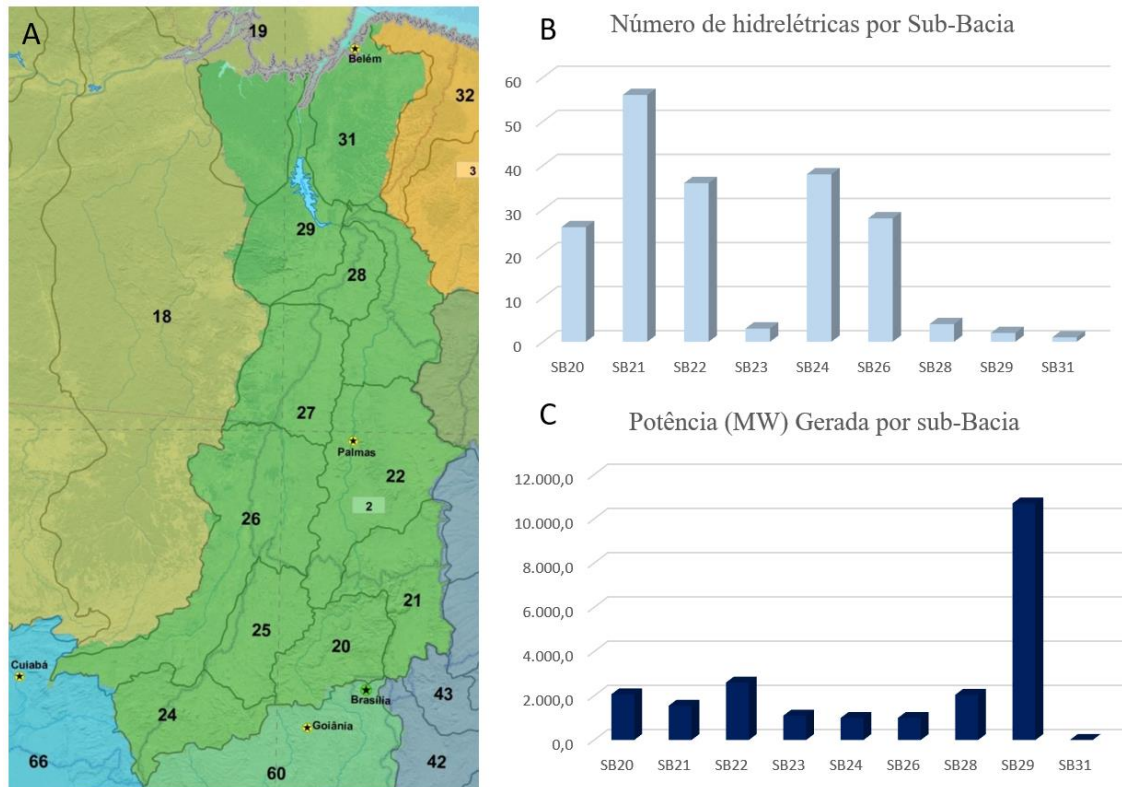 A
19
Belém
32
31
3
29
28
18
27
Palmas
22
2
26
21
25
20
Cuiabá
Brasília
43
24
Goiânia
66
60
42
B
Número de hidrelétricas por Sub-Bacia
60
50
40
30
20
10
0
SB20 SB21 SB22 SB23 SB24 SB26 SB28 SB29 SB31
C
Potência (MW) Gerada por sub-Bacia
12.000,0
10.000,0
8.000,0
6.000,0
4.000,0
2.000,0
0,0
SB20 SB21 SB22 SB23 SB24 SB26 SB28 SB29 SB31